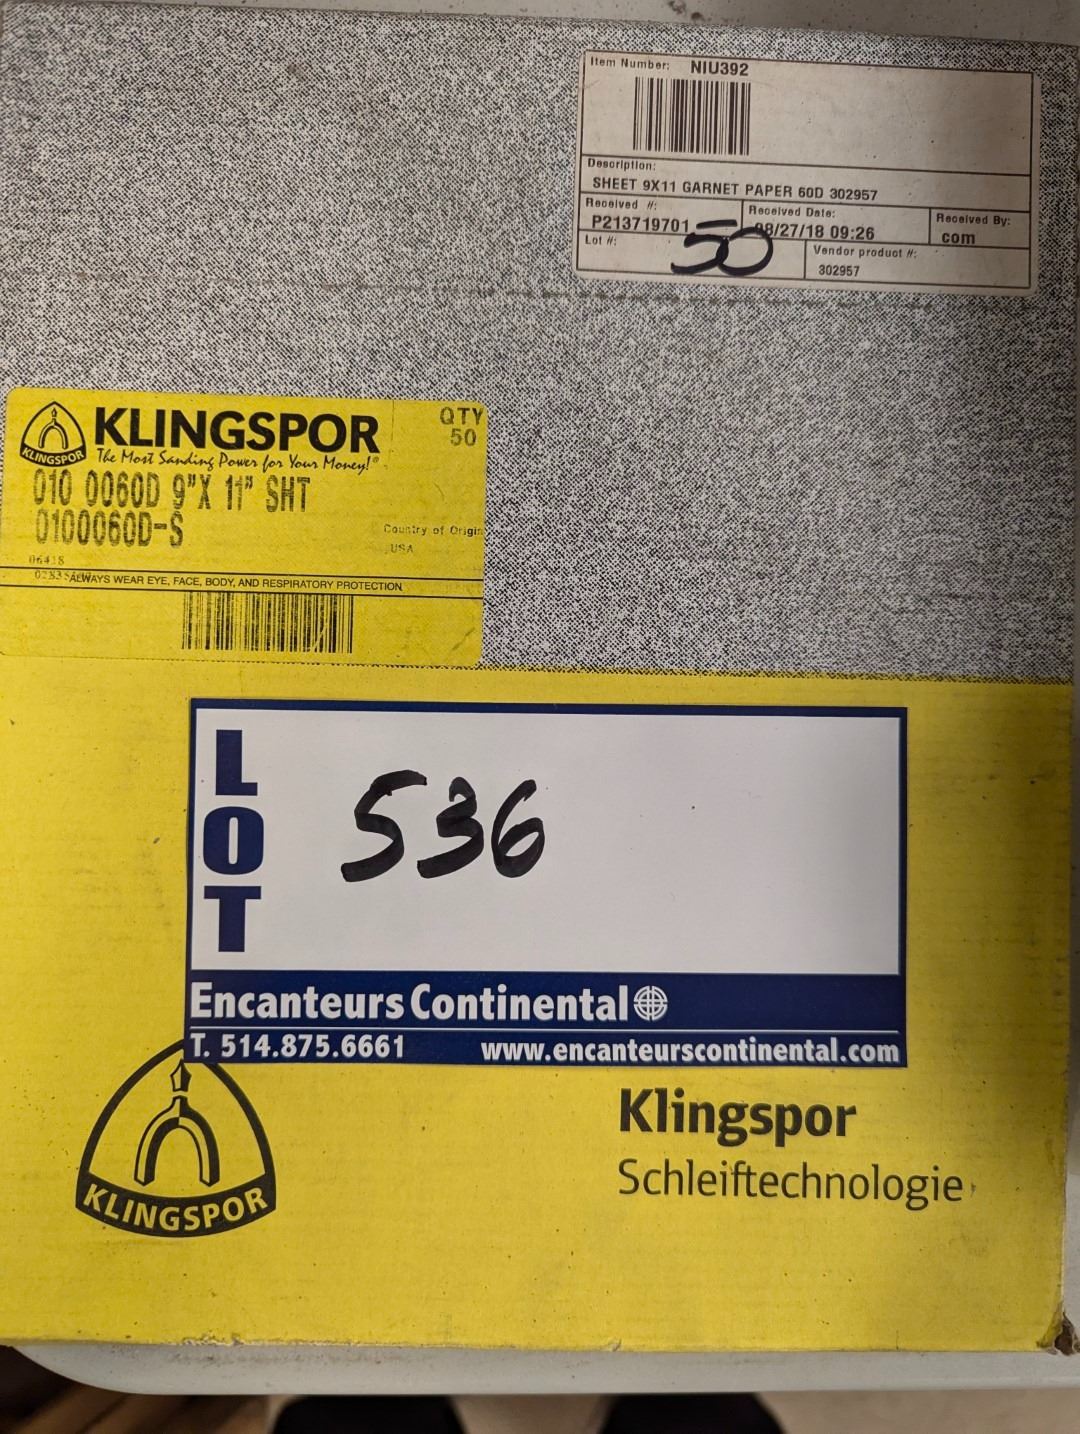 Item Number: NIU392
Description:
SHEET 9X11 GARNET PAPER 60D 302957
Received #:
P213719701
Received Date:
08/27/18 09:26
Received By:
com
Lot #:
50
Vendor product #:
302957
KLINGSPOR
KLINGSPOR
The Most Sanding Power for Your Money!®
QTY
50
010 0060D 9"X 11" SHT
0100060D-S
Country of Origin
USA
06418
ALWAYS WEAR EYE, FACE, BODY, AND RESPIRATORY PROTECTION
LOT
536
Encanteurs Continental
T. 514.875.6661 www.encanteurscontinental.com
KLINGSPOR
Klingspor
Schleiftechnologie